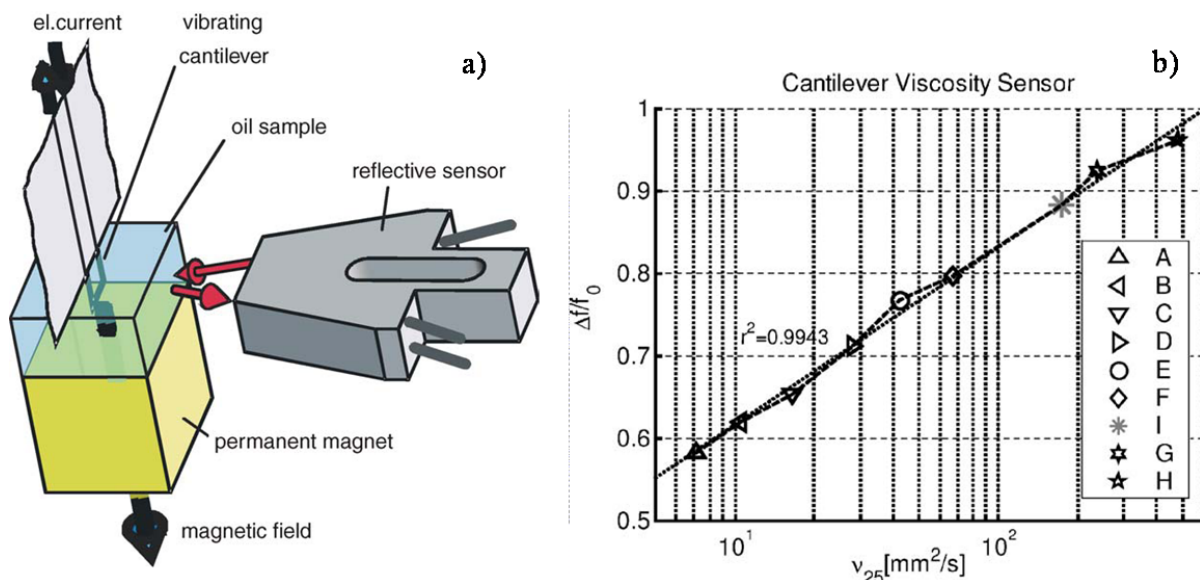 el.current
vibrating
cantilever
oil sample
reflective sensor
permanent magnet
magnetic field
a)
b)
Cantilever Viscosity Sensor
Δf/f₀
1
0.9
0.8
0.7
0.6
0.5
r²=0.9943
A
B
C
D
E
F
I
G
H
10¹
10²
ν₂₅[mm²/s]